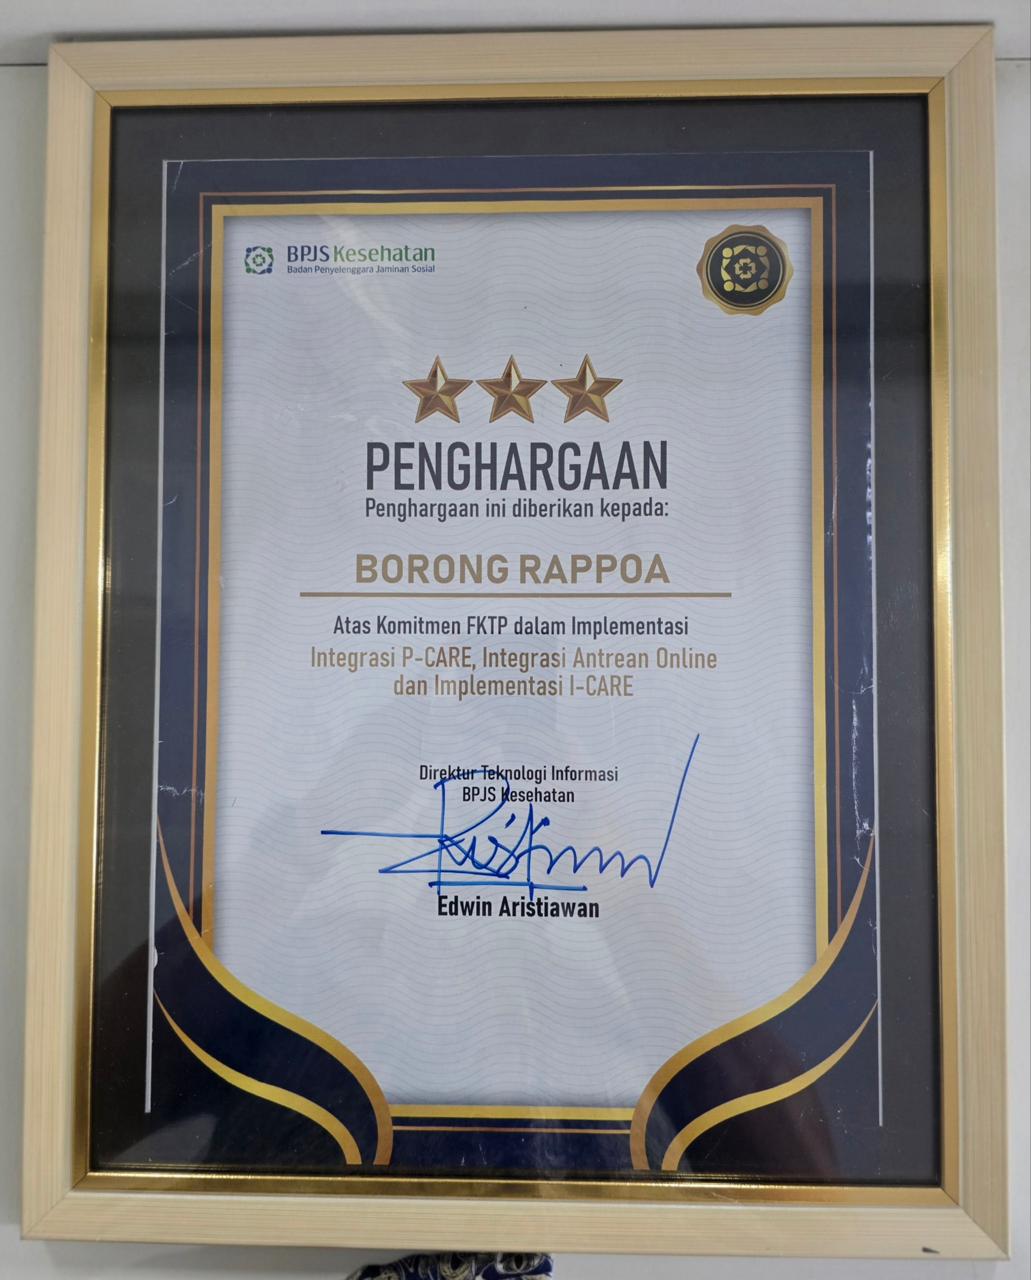 BPJS Kesehatan
Badan Penyelenggara Jaminan Sosial
PENGHARGAAN
Penghargaan ini diberikan kepada:
BORONG RAPPOA
Atas Komitmen FKTP dalam Implementasi
Integrasi P-CARE, Integrasi Antrean Online
dan Implementasi I-CARE
Direktur Teknologi Informasi
BPJS Kesehatan
Edwin Aristiawan